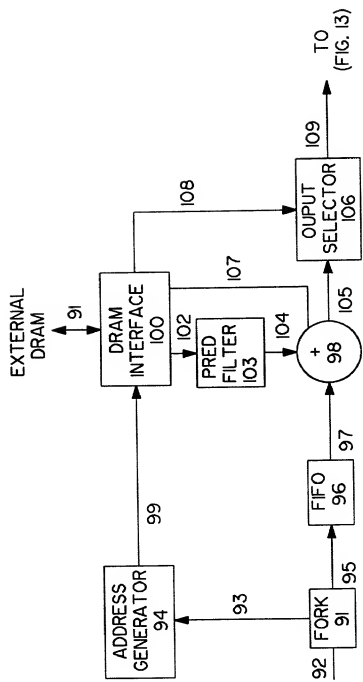 EXTERNAL
DRAM
91
ADDRESS
GENERATOR
94
99
DRAM
INTERFACE
100
108
107
102
PRED
FILTER
103
104
93
92
FORK
91
95
FIFO
96
97
+
98
105
OUPUT
SELECTOR
106
109
TO
(FIG. 13)